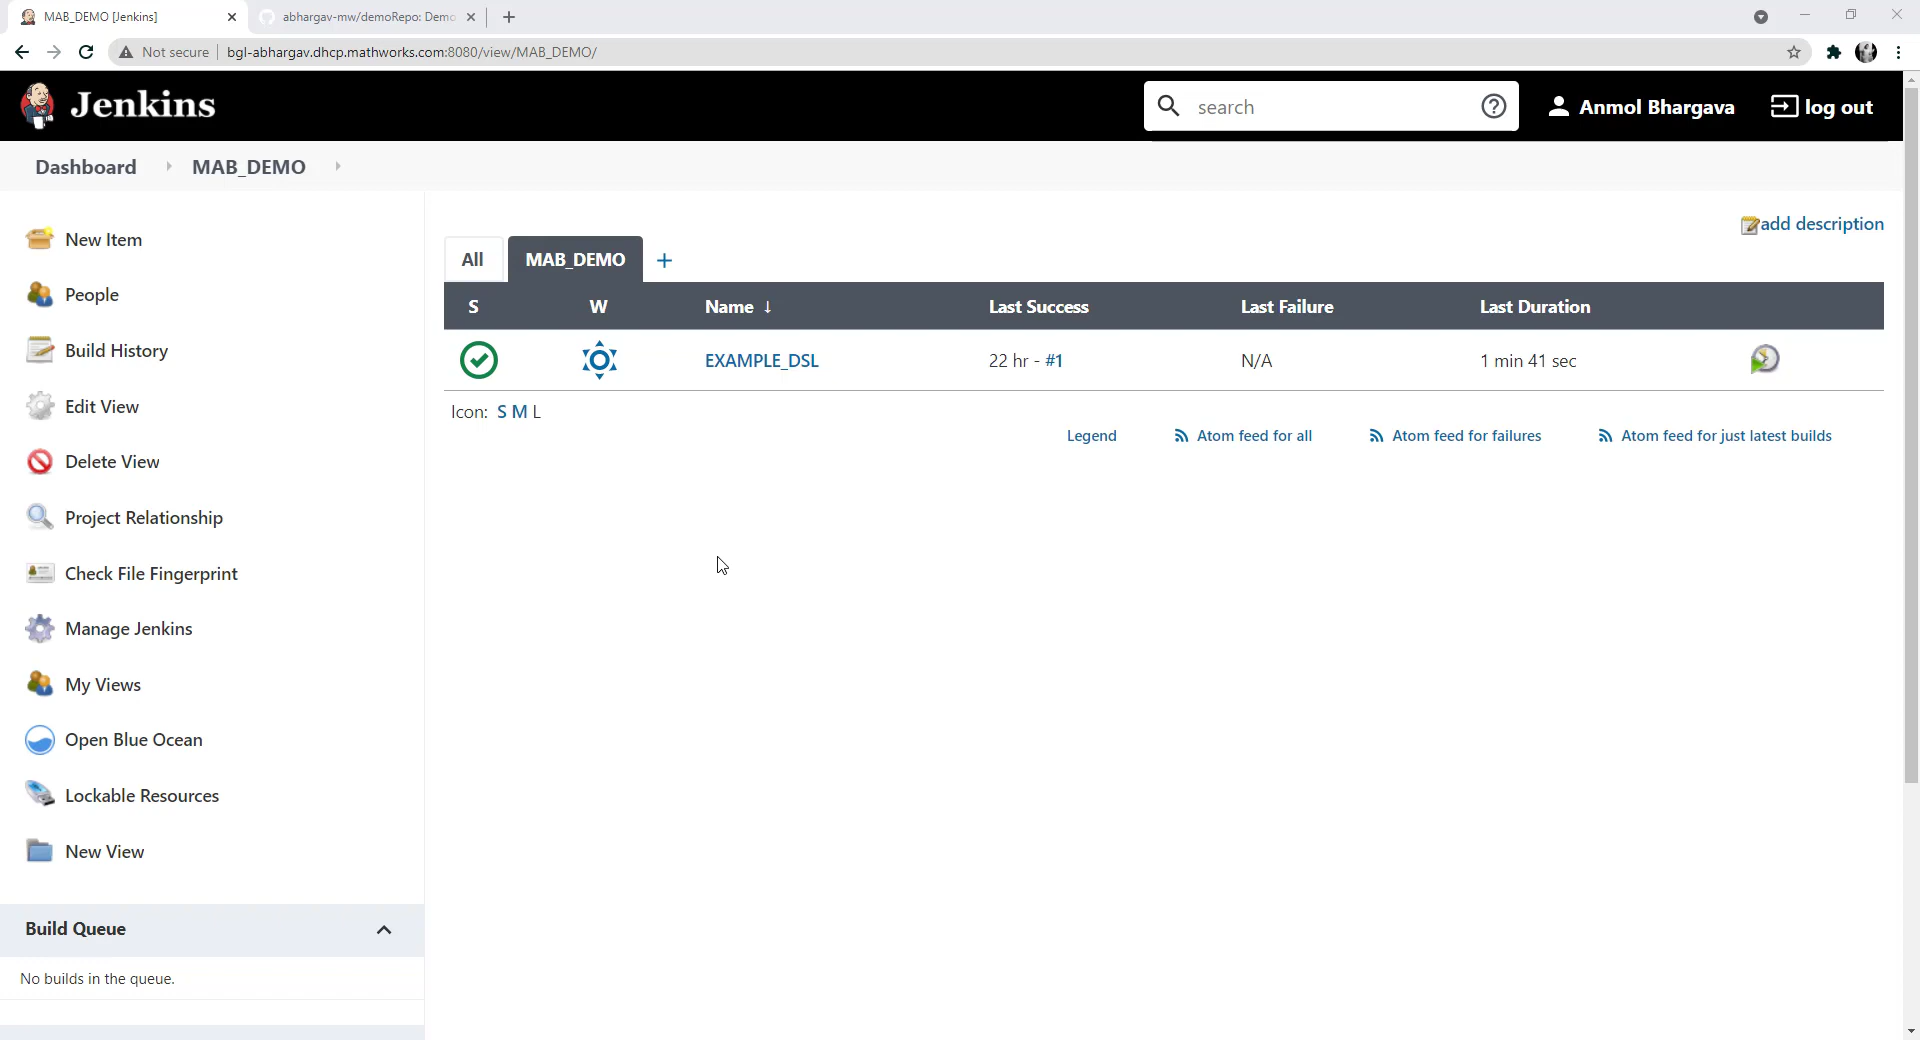 MAB_DEMO [Jenkins]
abhargav-mw/demoRepo: Demo
Not secure
bgl-abhargav.dhcp.mathworks.com:8080/view/MAB_DEMO/
Jenkins
search
Anmol Bhargava
log out
Dashboard
MAB_DEMO
New Item
People
Build History
Edit View
Delete View
Project Relationship
Check File Fingerprint
Manage Jenkins
My Views
Open Blue Ocean
Lockable Resources
New View
Build Queue
No builds in the queue.
add description
All MAB_DEMO +
S W Name ↓ Last Success Last Failure Last Duration
EXAMPLE_DSL 22 hr - #1 N/A 1 min 41 sec
Icon: S M L
Legend Atom feed for all Atom feed for failures Atom feed for just latest builds